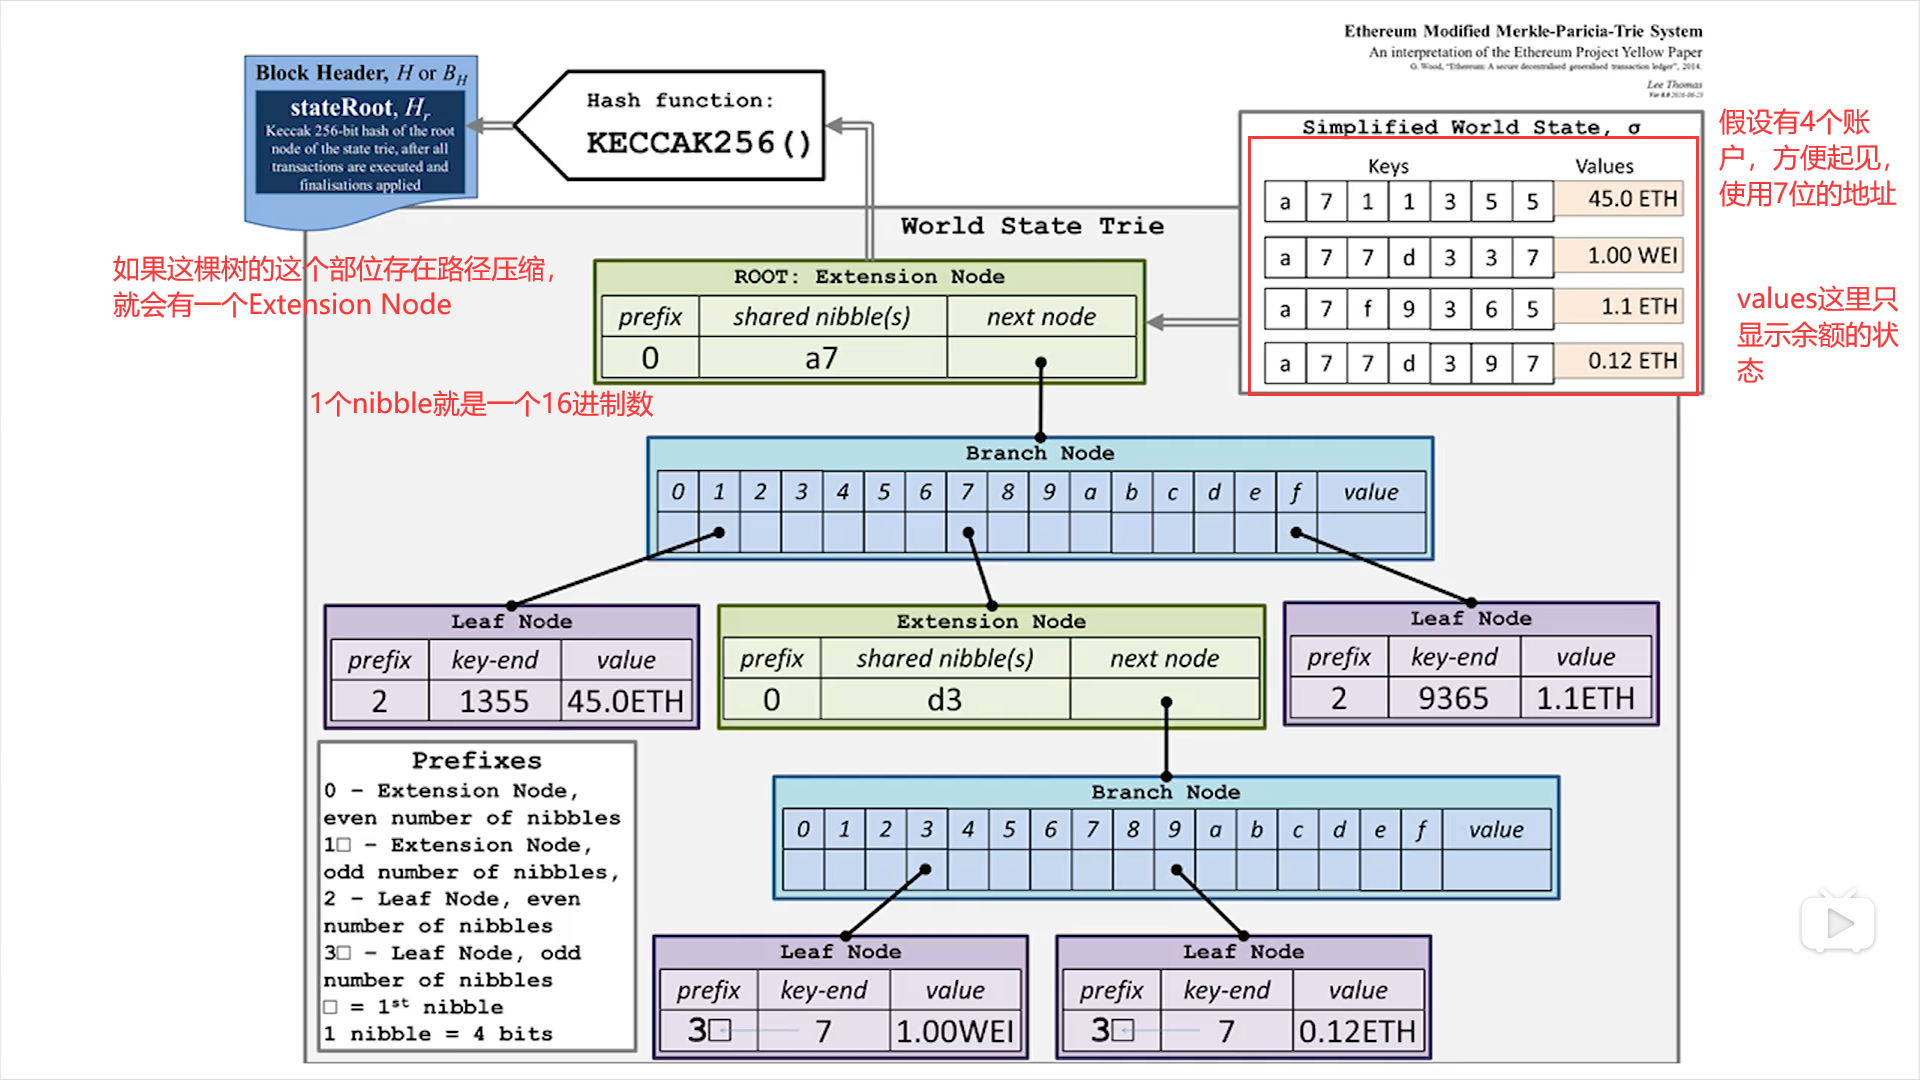 Ethereum Modified Merkle-Paricia-Trie System
An interpretation of the Ethereum Project Yellow Paper
G. Wood, "Ethereum: A secure decentralised generalised transaction ledger", 2014.
Lee Thomas
Block Header, H or B_H
stateRoot, H_r
Keccak 256-bit hash of the root
node of the state trie, after all
transactions are executed and
finalisations applied
Hash function:
KECCAK256()
Simplified World State, σ
Keys Values
a 7 1 1 3 5 5 45.0 ETH
a 7 7 d 3 3 7 1.00 WEI
a 7 f 9 3 6 5 1.1 ETH
a 7 7 d 3 9 7 0.12 ETH
假设有4个账
户，方便起见，
使用7位的地址
values这里只
显示余额的状
态
World State Trie
如果这棵树的这个部位存在路径压缩，
就会有一个Extension Node
ROOT: Extension Node
prefix shared nibble(s) next node
0 a7
1个nibble就是一个16进制数
Branch Node
0 1 2 3 4 5 6 7 8 9 a b c d e f value
Leaf Node
prefix key-end value
2 1355 45.0ETH
Extension Node
prefix shared nibble(s) next node
0 d3
Leaf Node
prefix key-end value
2 9365 1.1ETH
Prefixes
0 – Extension Node,
even number of nibbles
1□ – Extension Node,
odd number of nibbles,
2 – Leaf Node, even
number of nibbles
3□ – Leaf Node, odd
number of nibbles
□ = 1st nibble
1 nibble = 4 bits
Branch Node
0 1 2 3 4 5 6 7 8 9 a b c d e f value
Leaf Node
prefix key-end value
3□ 7 1.00WEI
Leaf Node
prefix key-end value
3□ 7 0.12ETH